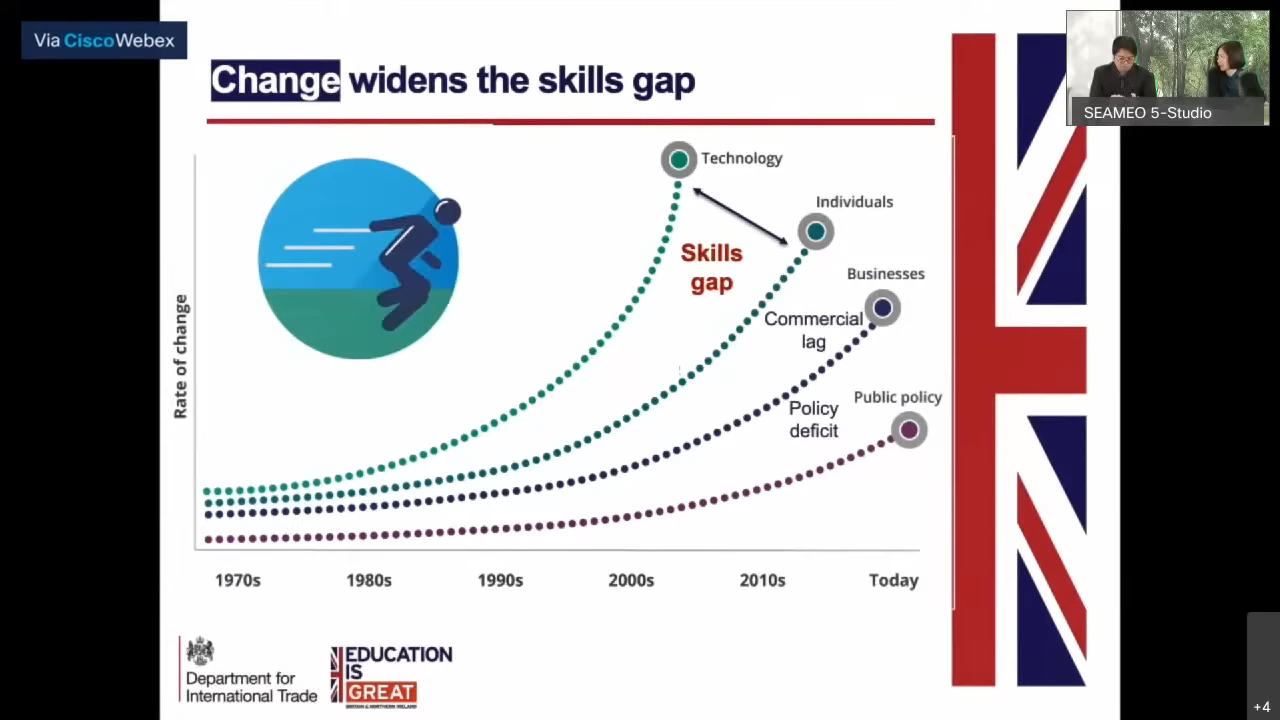 Via CiscoWebex
Change widens the skills gap
SEAMEO 5-Studio
Technology
Individuals
Skills
gap
Businesses
Commercial
lag
Public policy
Policy
deficit
Rate of change
1970s 1980s 1990s 2000s 2010s Today
Department for
International Trade
EDUCATION
IS
GREAT
BRITAIN & NORTHERN IRELAND
+4